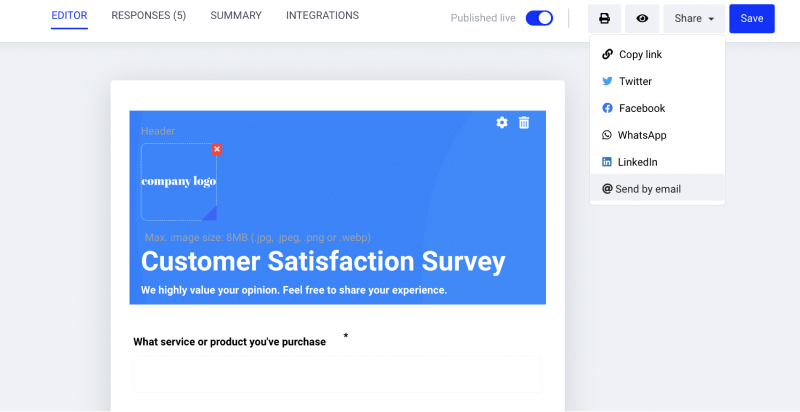 EDITOR RESPONSES (5) SUMMARY INTEGRATIONS Published live Share Save
Copy link
Twitter
Facebook
WhatsApp
LinkedIn
Send by email
Header
company logo
Max. image size: 8MB (.jpg, .jpeg, .png or .webp)
Customer Satisfaction Survey
We highly value your opinion. Feel free to share your experience.
What service or product you've purchase *